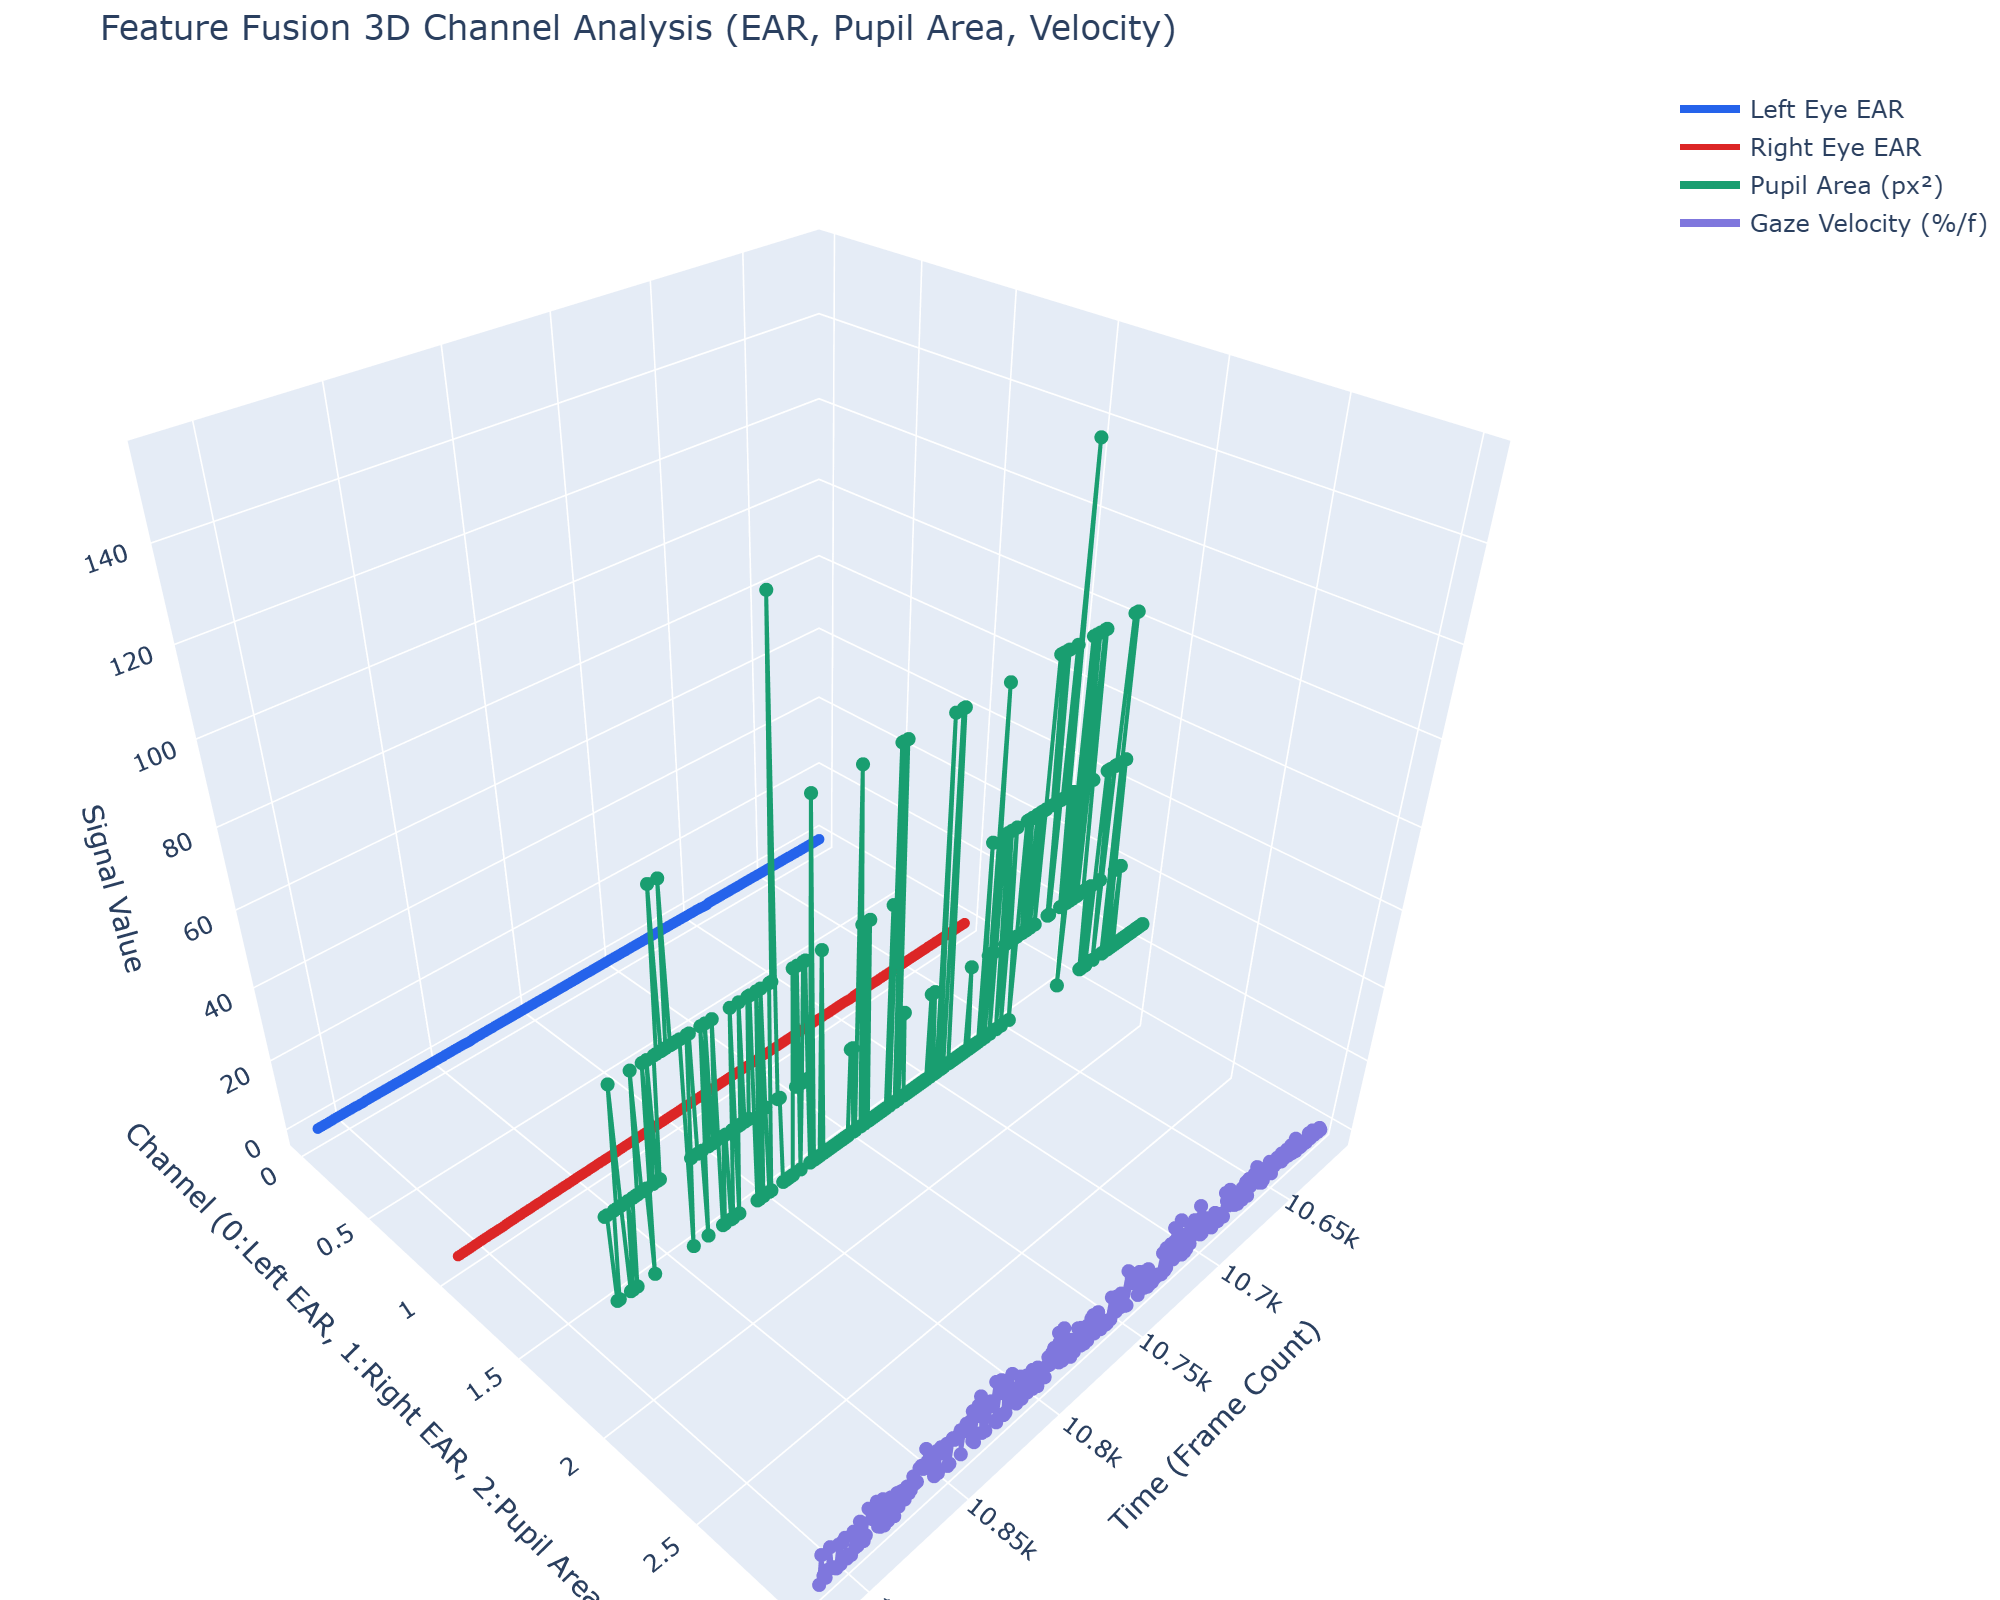 Feature Fusion 3D Channel Analysis (EAR, Pupil Area, Velocity)
Left Eye EAR
Right Eye EAR
Pupil Area (px²)
Gaze Velocity (%/f)
140
120
100
80
60
40
20
0
Signal Value
0
0.5
1
1.5
2
2.5
Channel (0:Left EAR, 1:Right EAR, 2:Pupil Area
10.65k
10.7k
10.75k
10.8k
10.85k
Time (Frame Count)